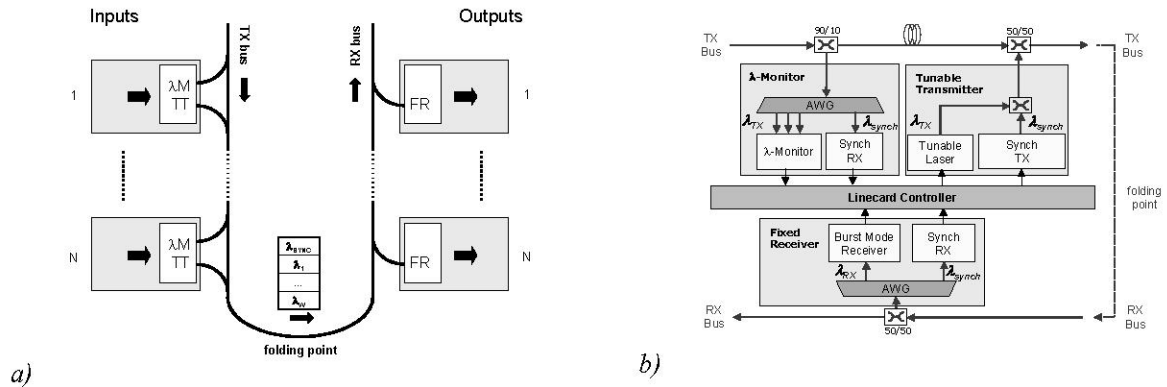 Inputs
Outputs
TX bus
RX bus
1
λM
TT
FR
1
N
λM
TT
λSYNC
λ1
...
λW
FR
N
folding point
a)
90/10
50/50
TX
Bus
TX
Bus
λ-Monitor
Tunable
Transmitter
AWG
λTX
λsynch
λTX
λsynch
λ-Monitor
Synch
RX
Tunable
Laser
Synch
TX
Linecard Controller
folding
point
Fixed
Receiver
Burst Mode
Receiver
Synch
RX
λRX
λsynch
AWG
RX
Bus
50/50
RX
Bus
b)